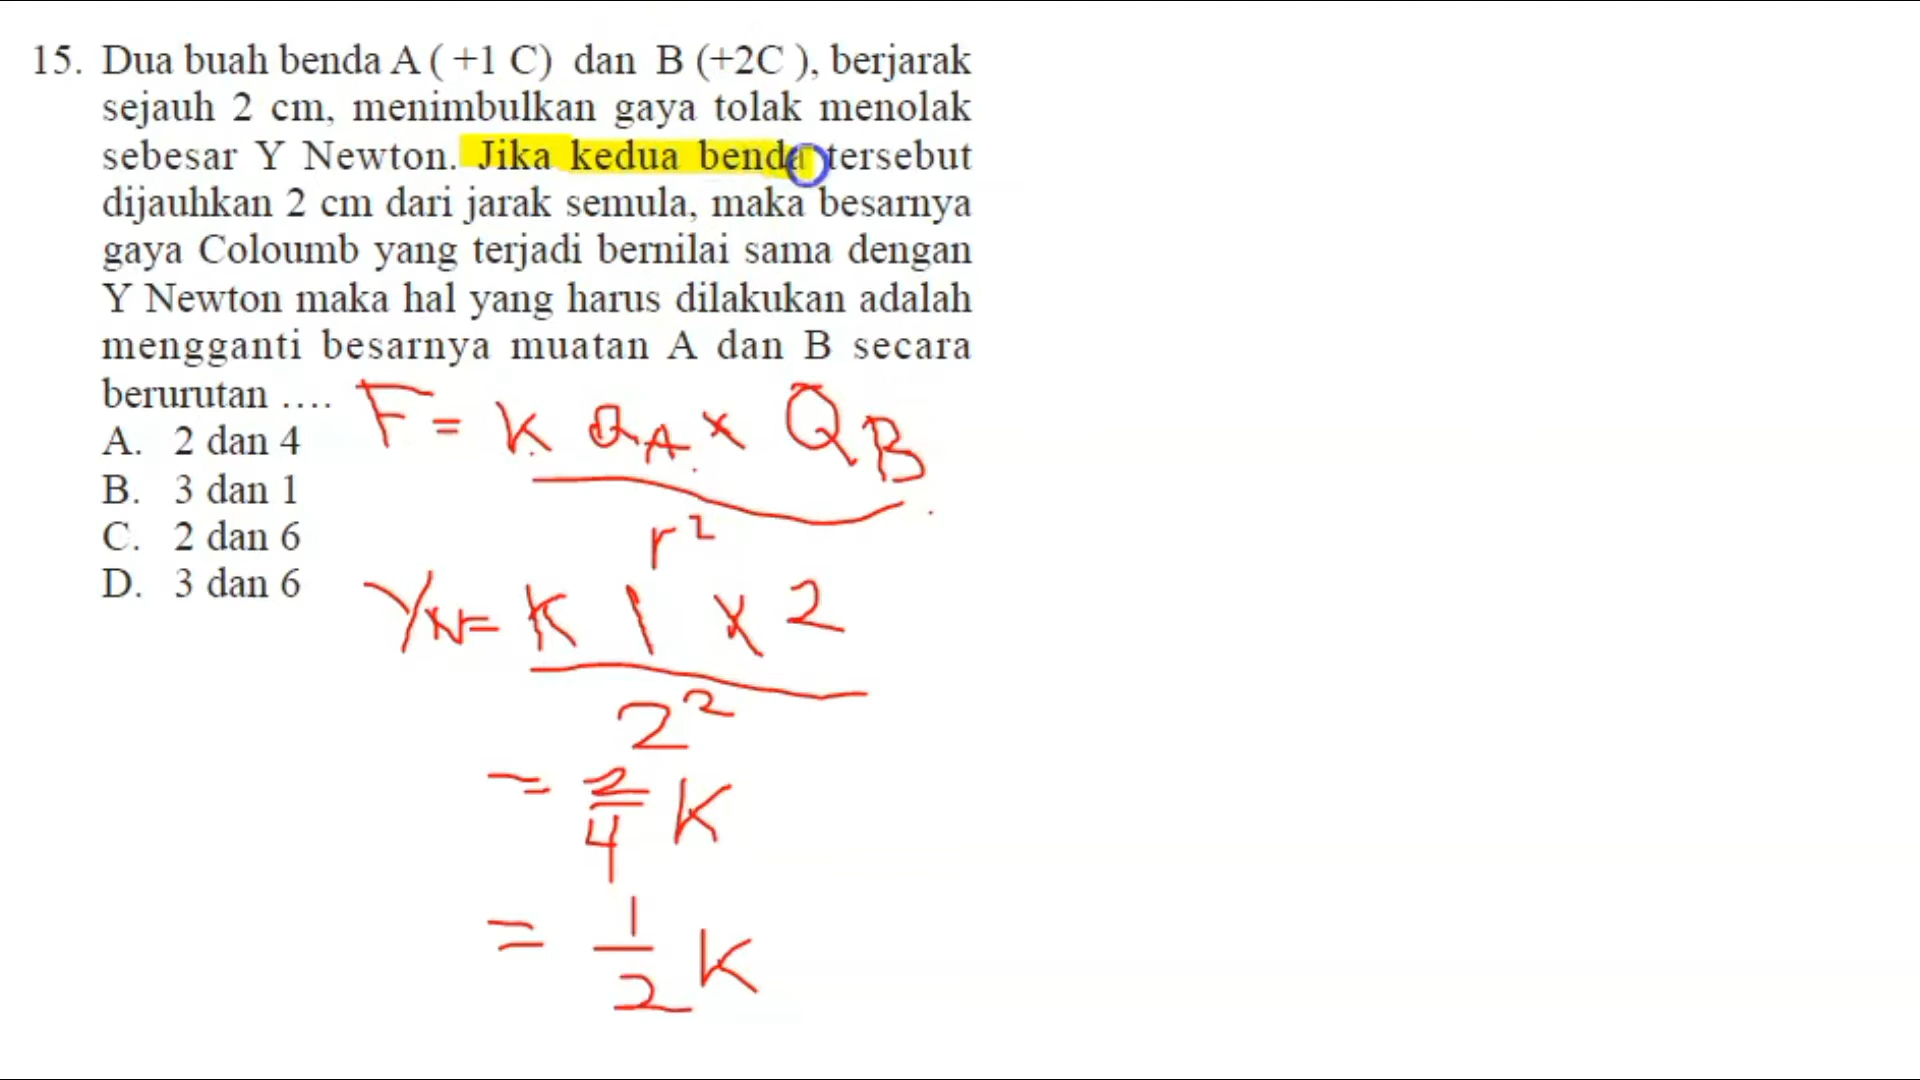 15. Dua buah benda A ( +1 C) dan B (+2C ), berjarak
sejauh 2 cm, menimbulkan gaya tolak menolak
sebesar Y Newton. Jika kedua benda tersebut
dijauhkan 2 cm dari jarak semula, maka besarnya
gaya Coloumb yang terjadi bernilai sama dengan
Y Newton maka hal yang harus dilakukan adalah
mengganti besarnya muatan A dan B secara
berurutan ....
A. 2 dan 4
B. 3 dan 1
C. 2 dan 6
D. 3 dan 6
F = K Q_A x Q_B
r²
Y N = K 1 x 2
2²
= 2/4 K
= 1/2 K